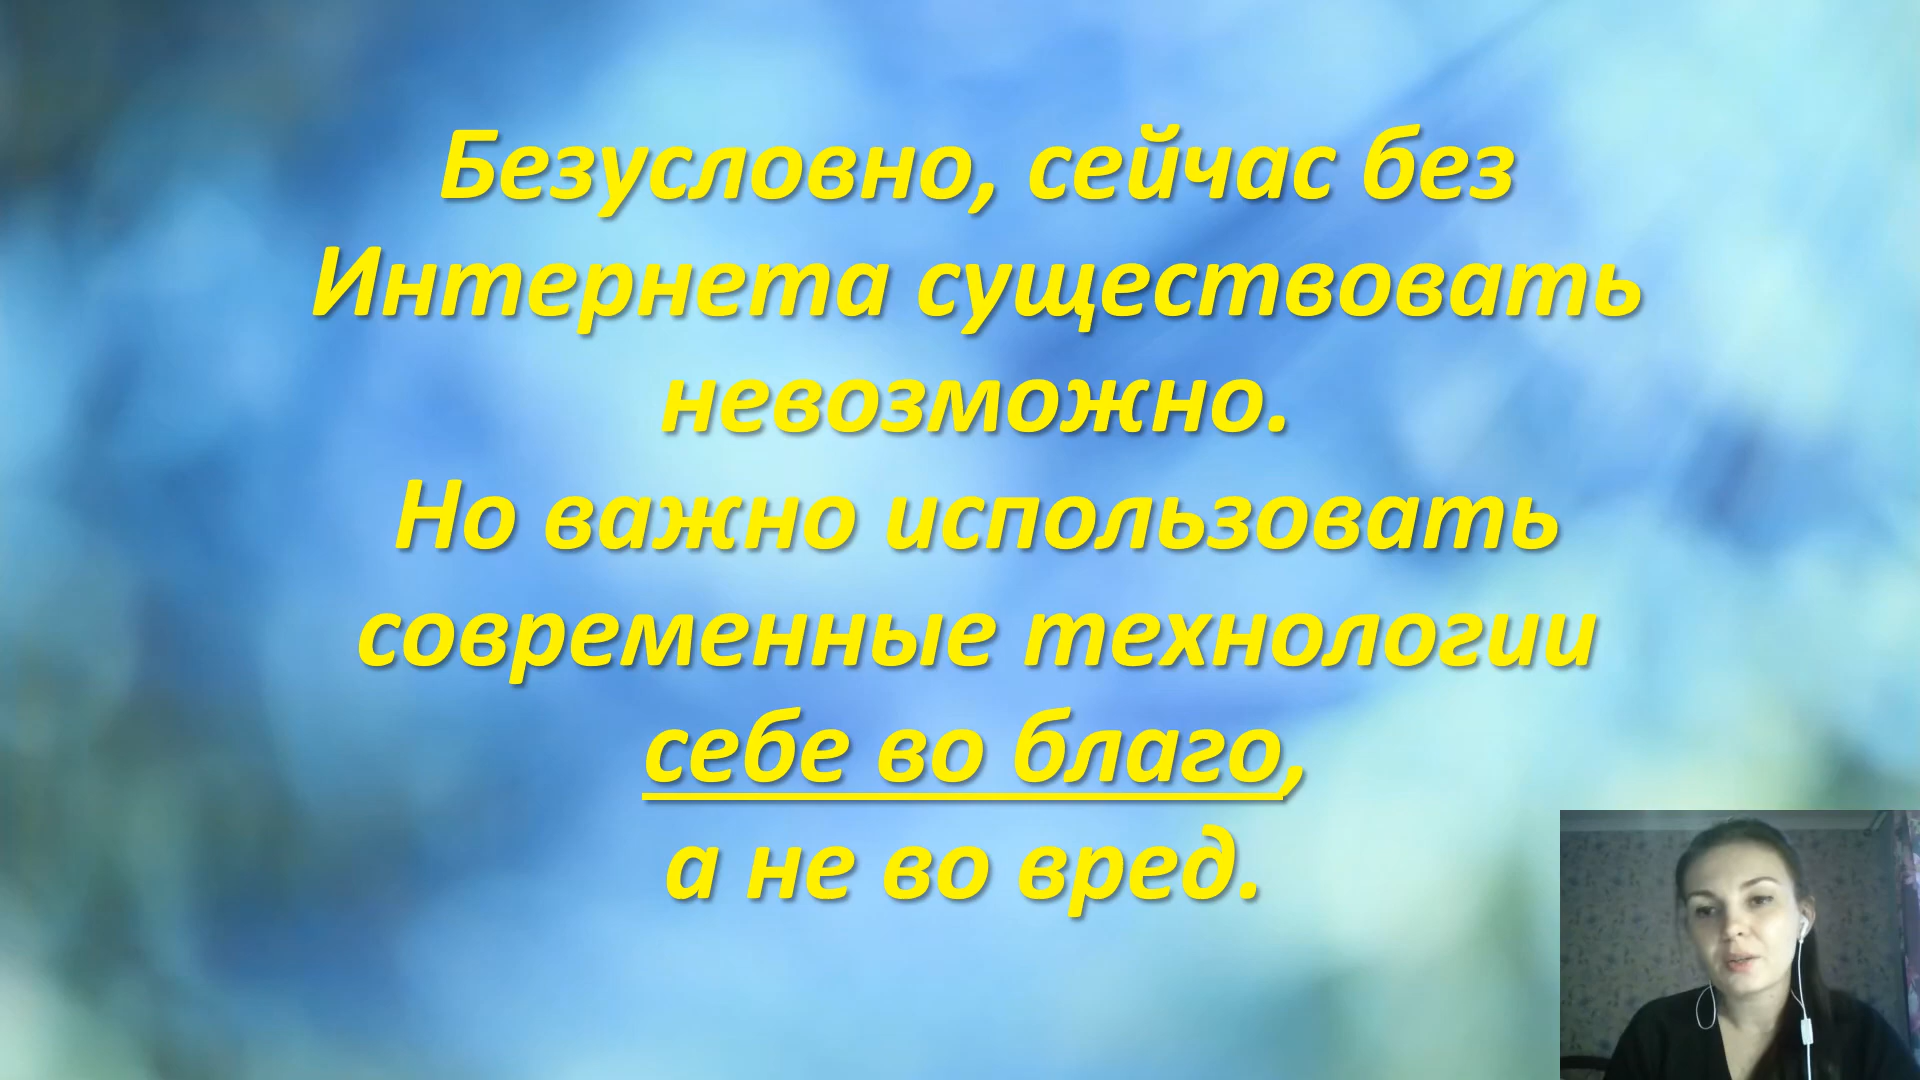 Безусловно, сейчас без
Интернета существовать
невозможно.
Но важно использовать
современные технологии
себе во благо,
а не во вред.